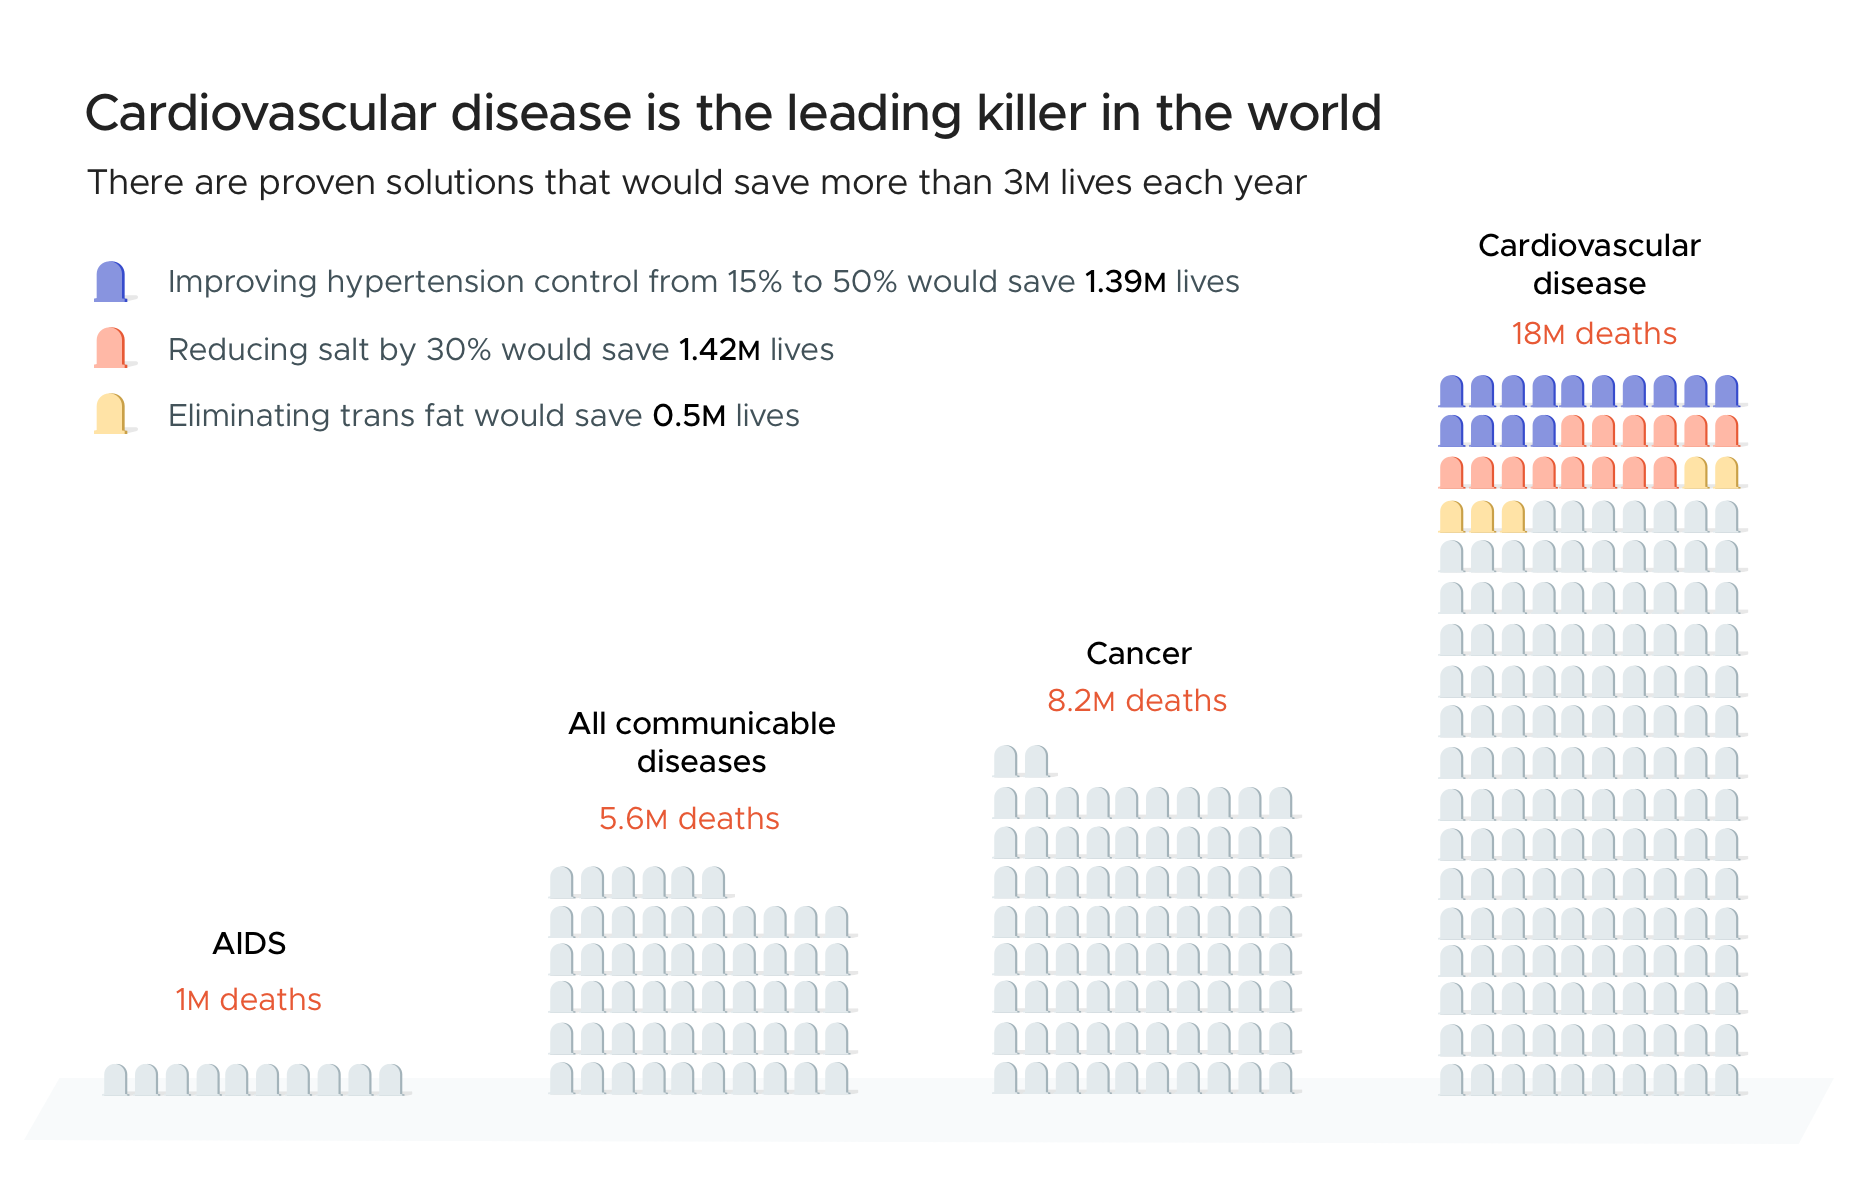 Cardiovascular disease is the leading killer in the world
There are proven solutions that would save more than 3M lives each year
Improving hypertension control from 15% to 50% would save 1.39M lives
Reducing salt by 30% would save 1.42M lives
Eliminating trans fat would save 0.5M lives
AIDS
1M deaths
All communicable
diseases
5.6M deaths
Cancer
8.2M deaths
Cardiovascular
disease
18M deaths